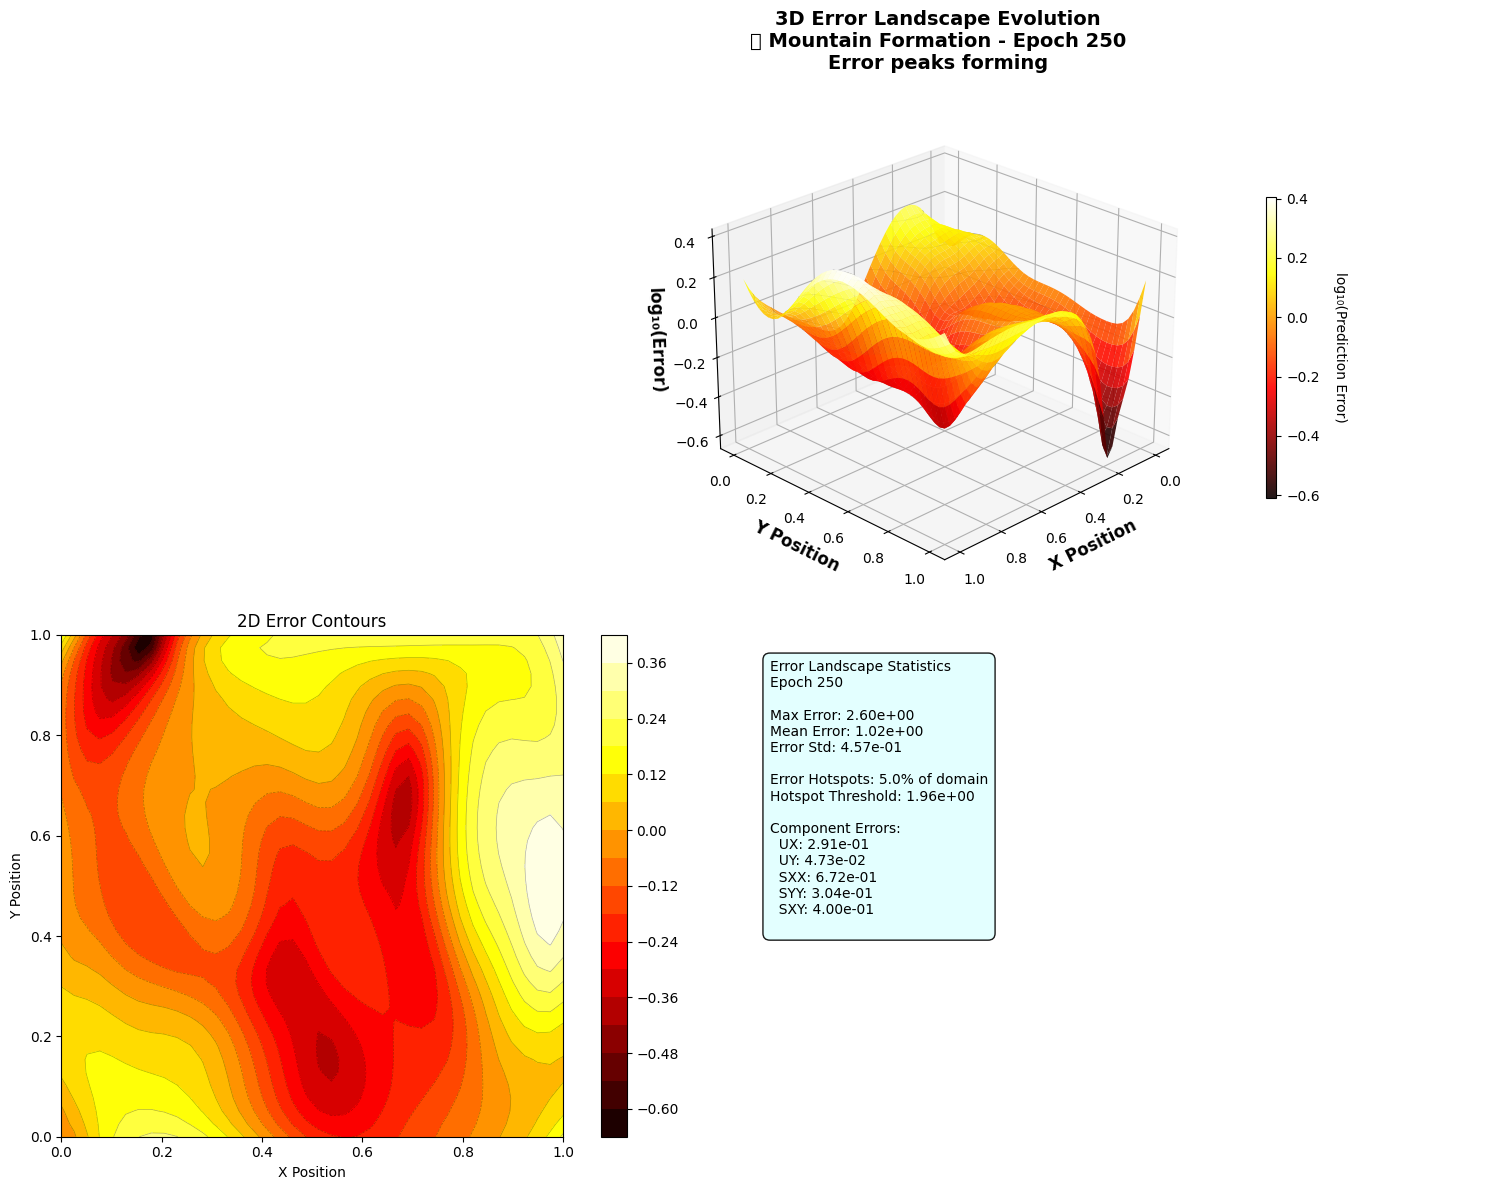 3D Error Landscape Evolution
▯ Mountain Formation - Epoch 250
Error peaks forming
0.4
0.2
0.0
−0.2
−0.4
−0.6
log₁₀(Error)
0.0
0.2
0.4
0.6
0.8
1.0
Y Position
0.0
0.2
0.4
0.6
0.8
1.0
X Position
0.4
0.2
0.0
−0.2
−0.4
−0.6
log₁₀(Prediction Error)
2D Error Contours
1.0
0.8
0.6
0.4
0.2
0.0
Y Position
0.0
0.2
0.4
0.6
0.8
1.0
X Position
0.36
0.24
0.12
0.00
−0.12
−0.24
−0.36
−0.48
−0.60
Error Landscape Statistics
Epoch 250
Max Error: 2.60e+00
Mean Error: 1.02e+00
Error Std: 4.57e-01
Error Hotspots: 5.0% of domain
Hotspot Threshold: 1.96e+00
Component Errors:
UX: 2.91e-01
UY: 4.73e-02
SXX: 6.72e-01
SYY: 3.04e-01
SXY: 4.00e-01